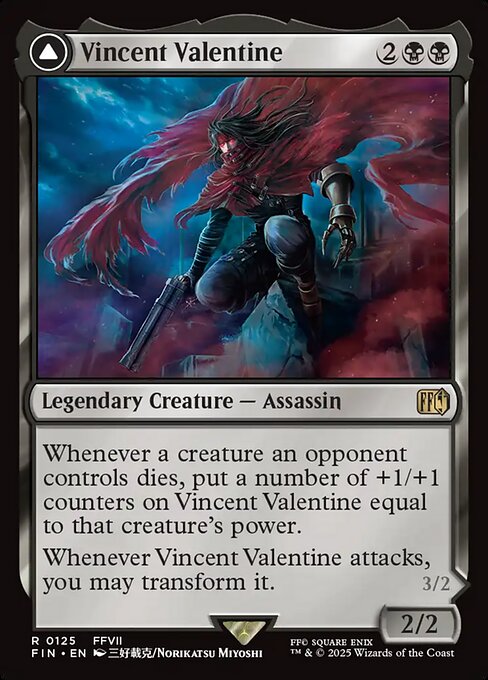 Vincent Valentine 2
Legendary Creature — Assassin
FF
Whenever a creature an opponent
controls dies, put a number of +1/+1
counters on Vincent Valentine equal
to that creature's power.
Whenever Vincent Valentine attacks,
you may transform it.
3/2
2/2
R 0125 FFVII
FIN • EN 三好載克/Norikatsu Miyoshi
FF© SQUARE ENIX
™ & © 2025 Wizards of the Coast